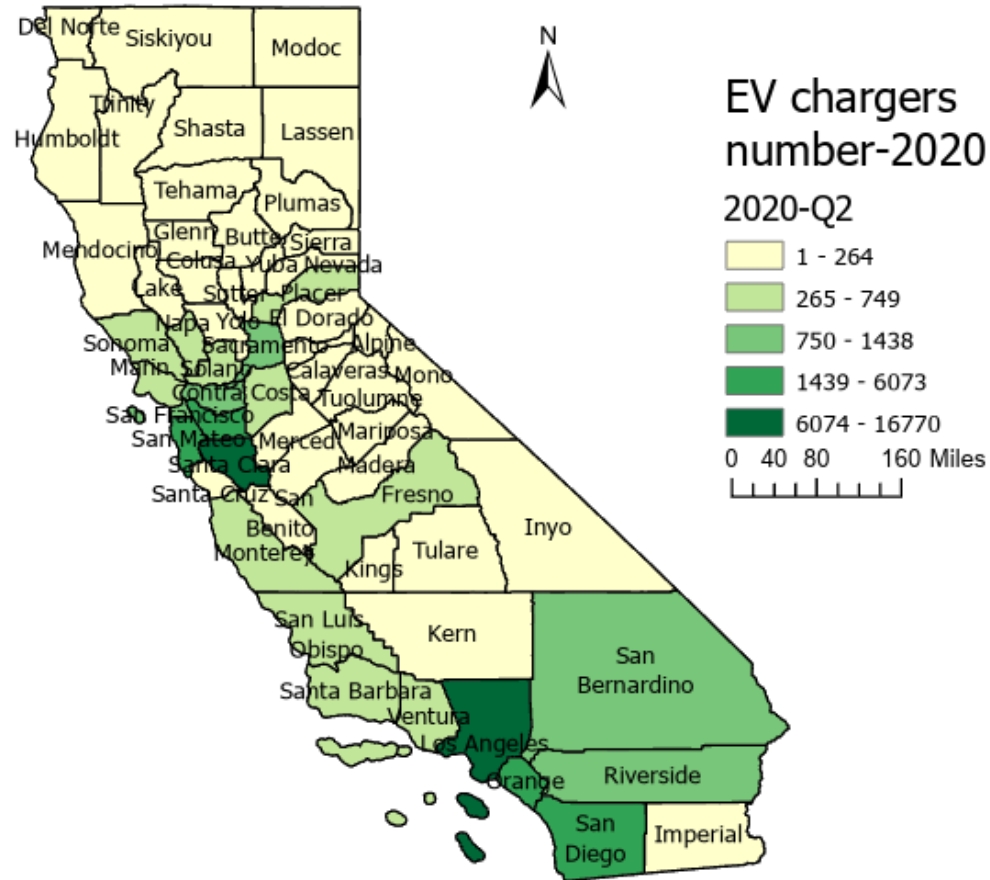 Del Norte
Siskiyou
Modoc
N
EV chargers
number-2020
2020-Q2
1 - 264
265 - 749
750 - 1438
1439 - 6073
6074 - 16770
0 40 80 160 Miles
Trinity
Humboldt
Shasta
Lassen
Tehama
Plumas
Glenn
Butte
Sierra
Mendocino
Colusa
Yuba
Nevada
Lake
Sutter
Placer
Napa
Yolo
El Dorado
Sonoma
Sacramento
Alpine
Marin
Solano
Calaveras
Mono
Contra Costa
Tuolumne
San Francisco
San Mateo
Merced
Mariposa
Santa Clara
Madera
Santa Cruz
San
Benito
Fresno
Monterey
Inyo
Tulare
Kings
San Luis
Obispo
Kern
San
Bernardino
Santa Barbara
Ventura
Los Angeles
Orange
Riverside
San
Diego
Imperial